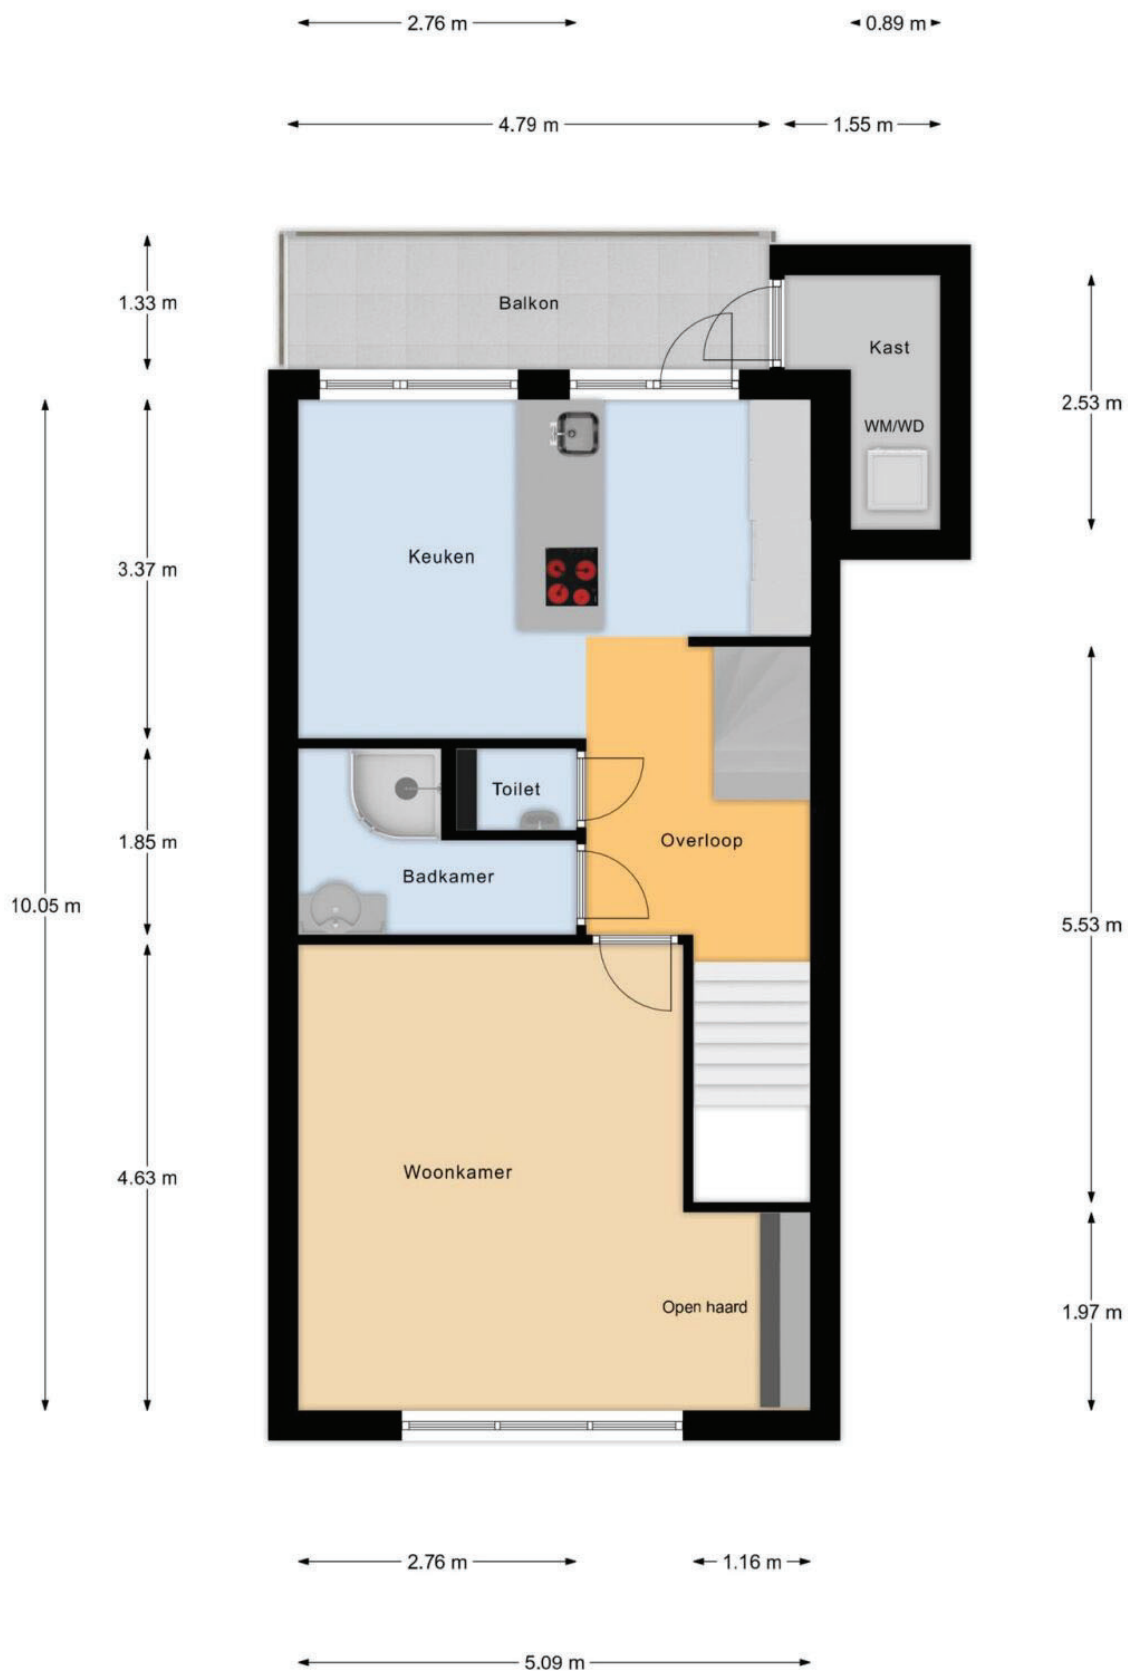 2.76 m
0.89 m
4.79 m
1.55 m
1.33 m
Balkon
Kast
2.53 m
WM/WD
Keuken
3.37 m
Toilet
Overloop
1.85 m
Badkamer
10.05 m
5.53 m
Woonkamer
4.63 m
Open haard
1.97 m
2.76 m
1.16 m
5.09 m